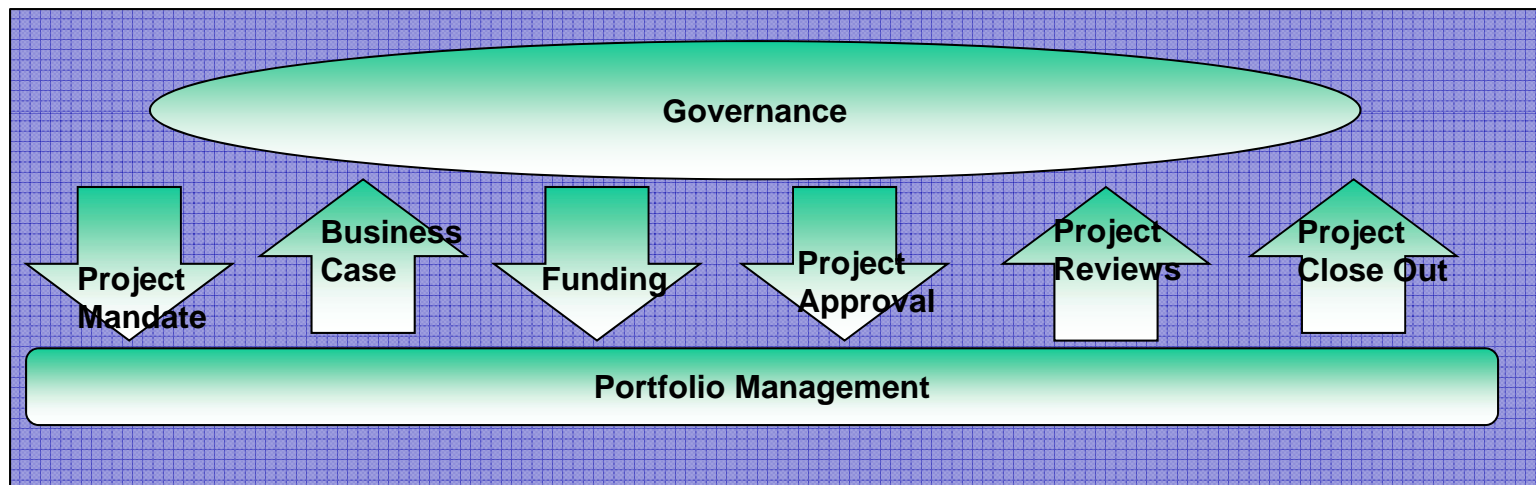 Governance
Project
Mandate
Business
Case
Funding
Project
Approval
Project
Reviews
Project
Close Out
Portfolio Management